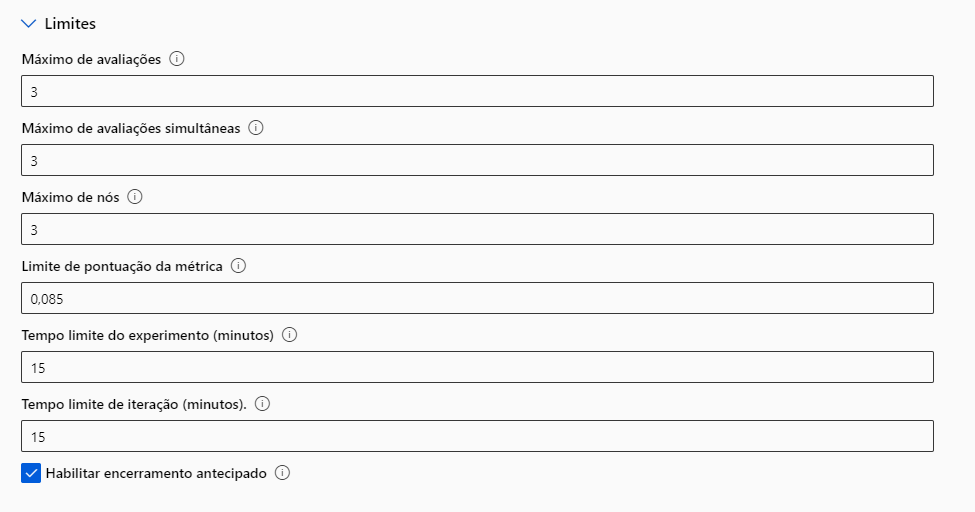 Limites
Máximo de avaliações
3
Máximo de avaliações simultâneas
3
Máximo de nós
3
Limite de pontuação da métrica
0,085
Tempo limite do experimento (minutos)
15
Tempo limite de iteração (minutos).
15
Habilitar encerramento antecipado